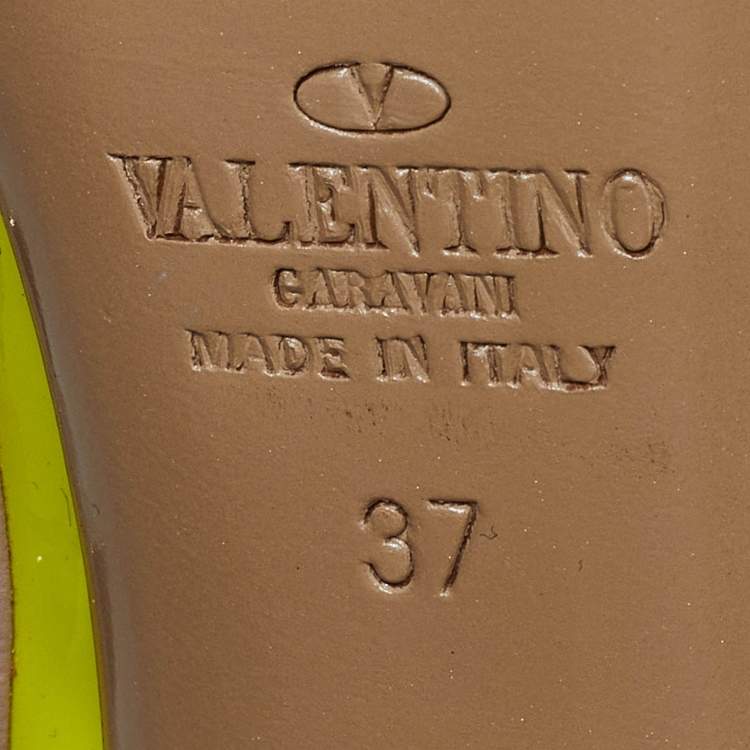 V
VALENTINO
GARAVANI
MADE IN ITALY
37